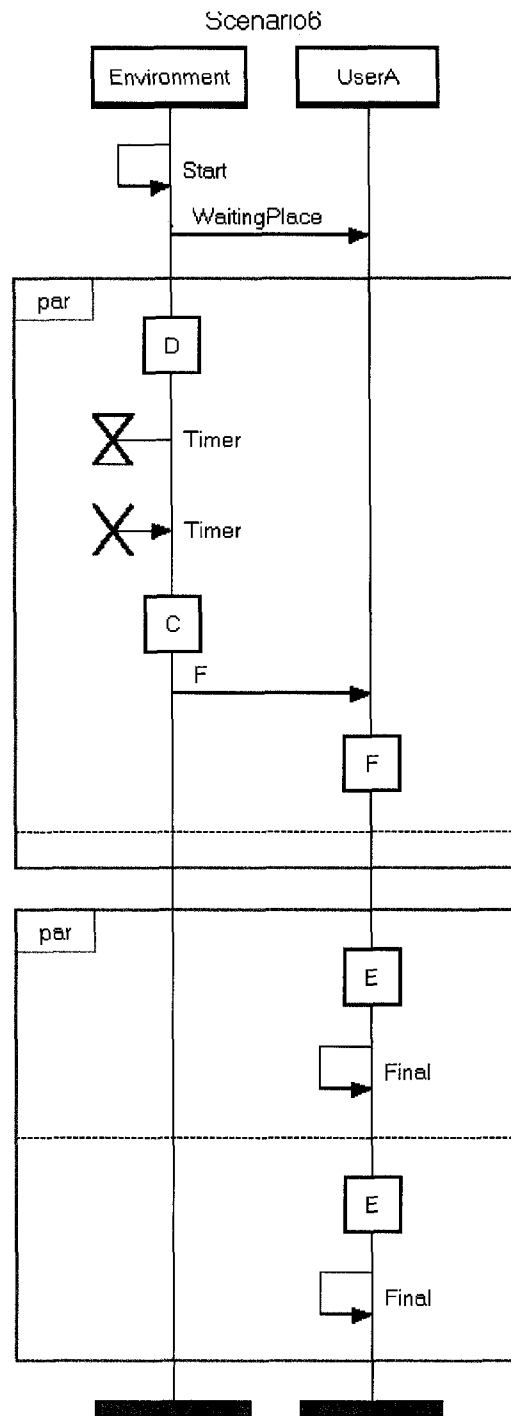 Scenario6
Environment
UserA
Start
WaitingPlace
par
D
Timer
Timer
C
F
F
par
E
Final
E
Final